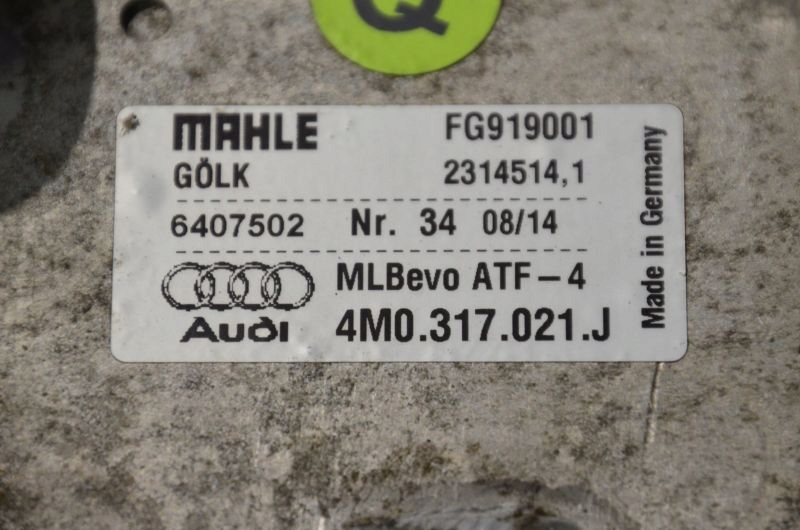 Q
MAHLE FG919001
GÖLK 2314514,1
6407502 Nr. 34 08/14
MLBevo ATF-4
Audi 4M0.317.021.J
Made in Germany